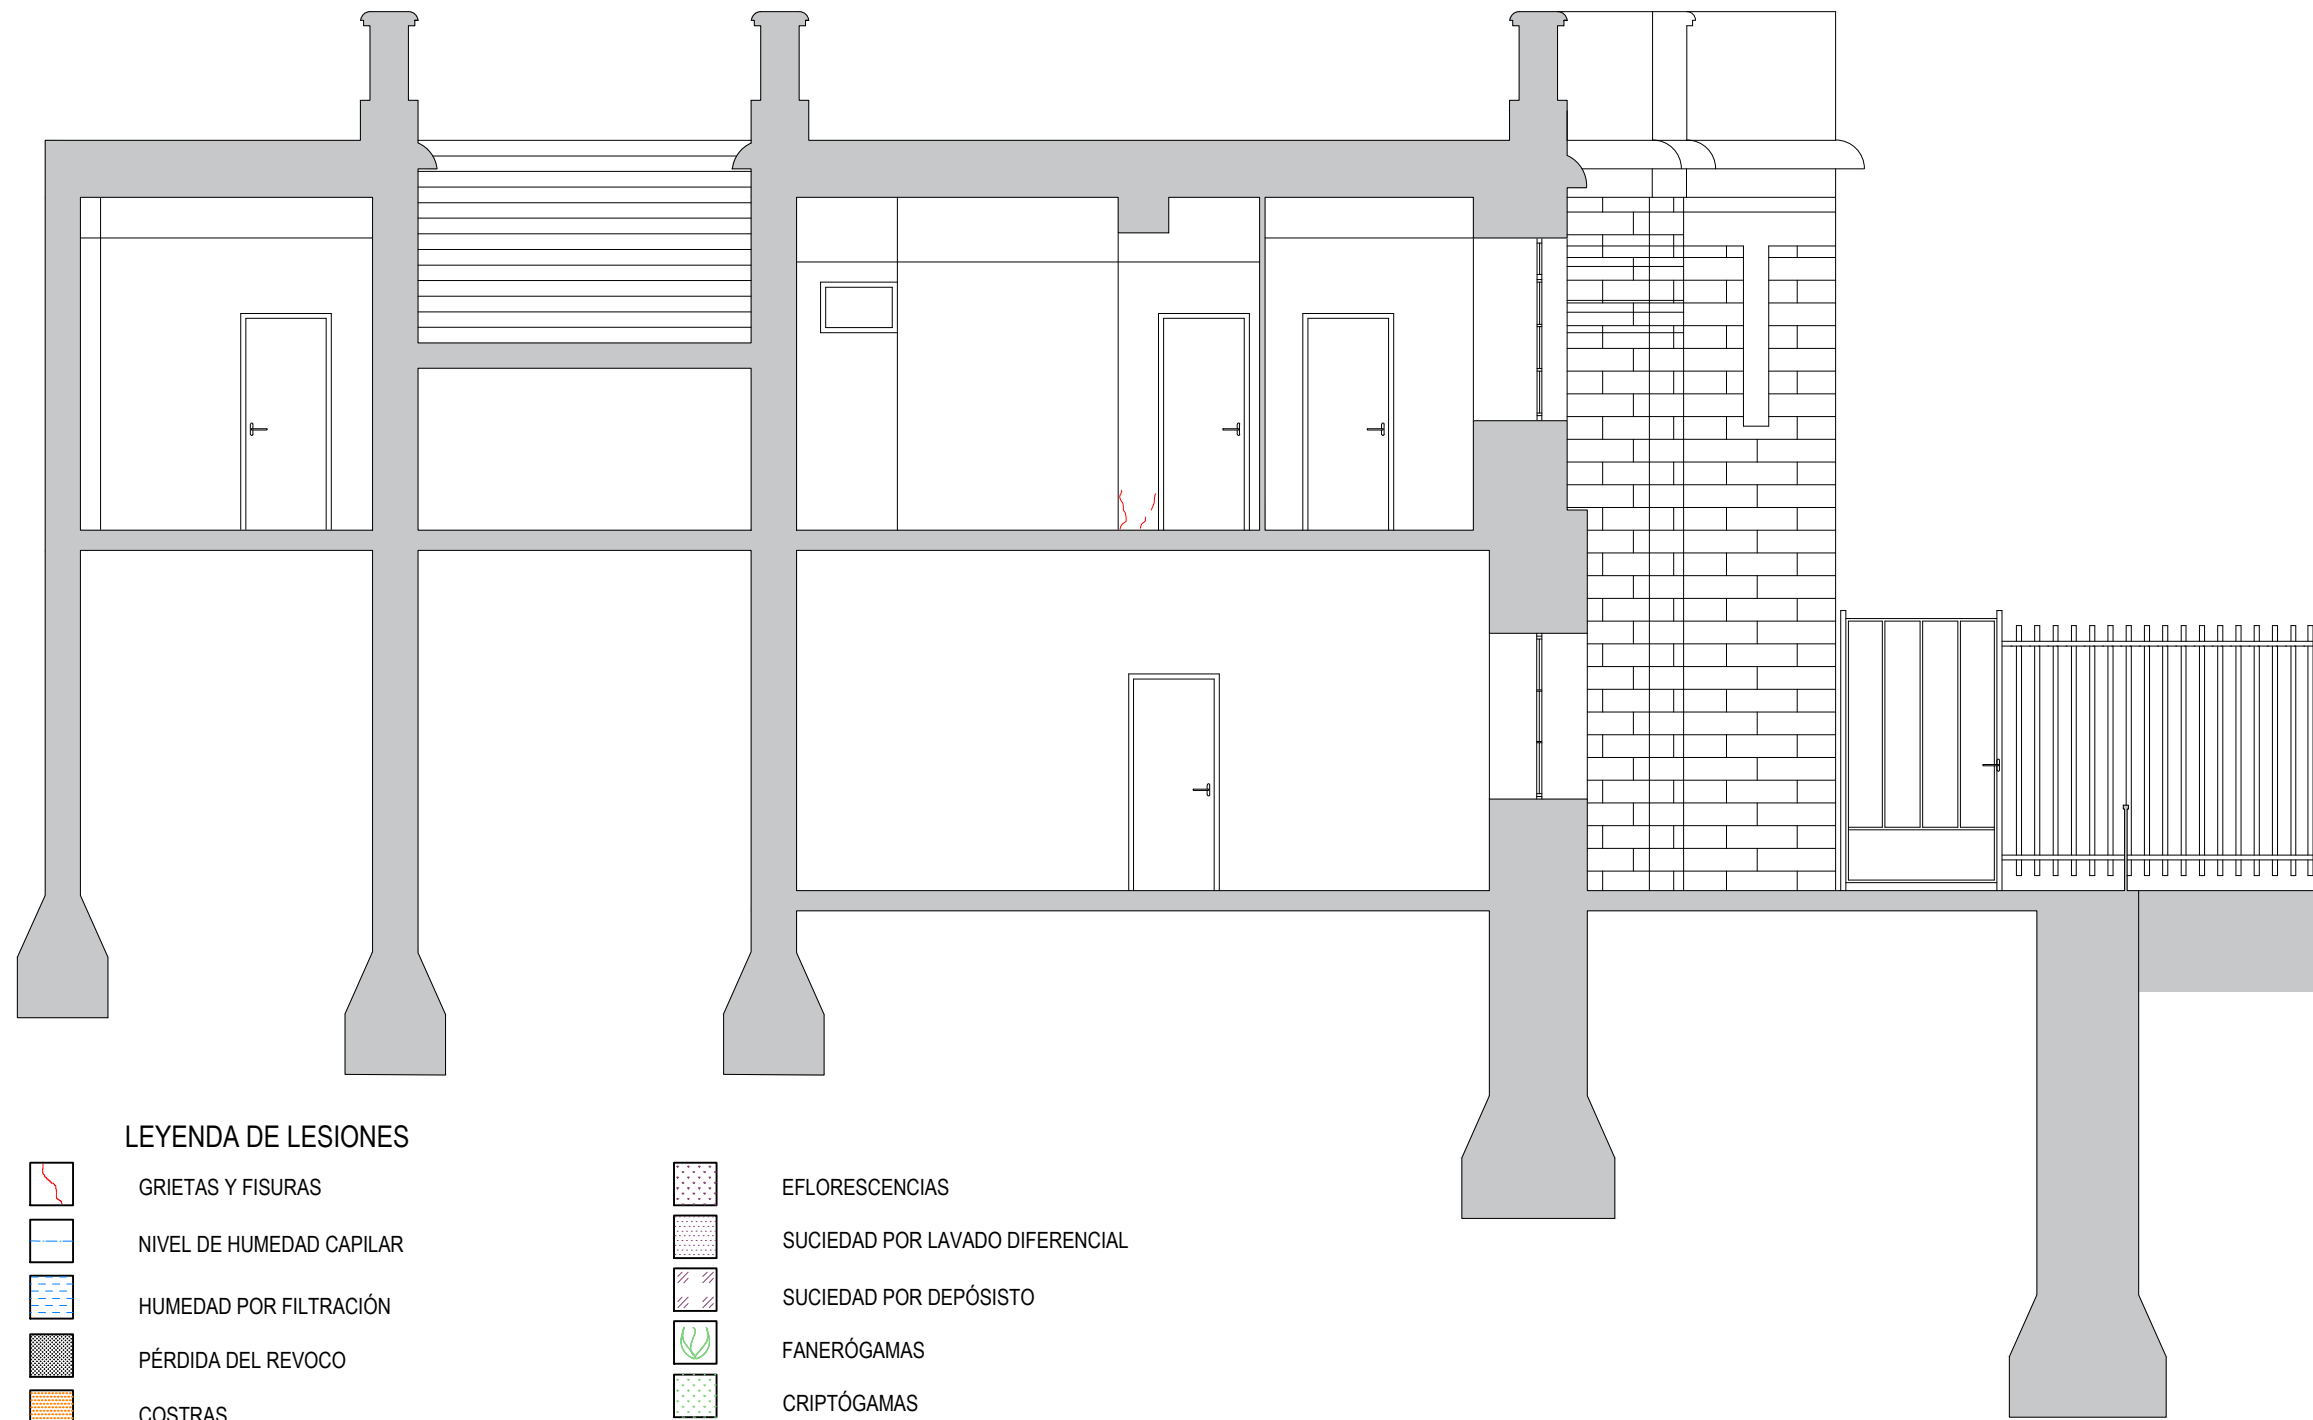 LEYENDA DE LESIONES
GRIETAS Y FISURAS
NIVEL DE HUMEDAD CAPILAR
HUMEDAD POR FILTRACIÓN
PÉRDIDA DEL REVOCO
COSTRAS
EFLORESCENCIAS
SUCIEDAD POR LAVADO DIFERENCIAL
SUCIEDAD POR DEPÓSISTO
FANERÓGAMAS
CRIPTÓGAMAS